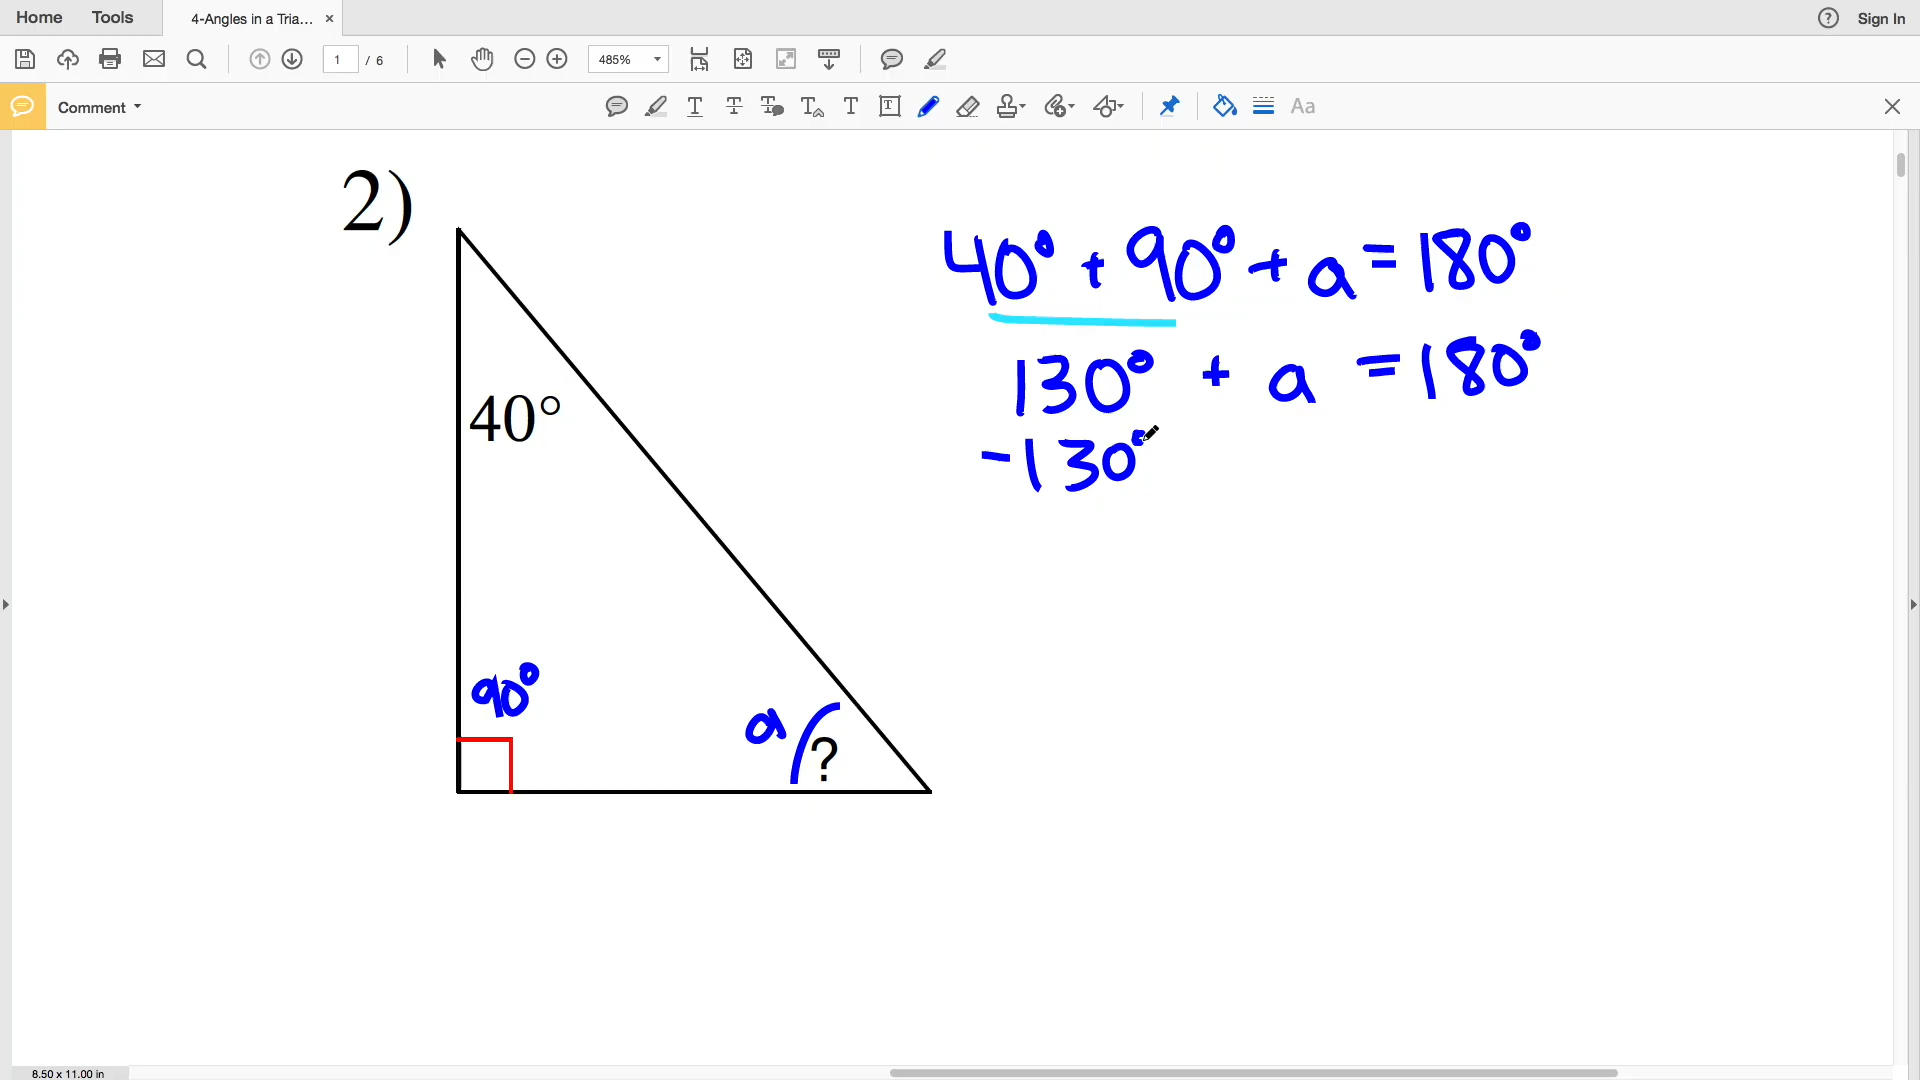 Home Tools 4-Angles in a Tria... × ? Sign In
1 / 6 485%
Comment Aa
2)
40° + 90° + a = 180°
130° + a = 180°
40°
-130°
90°
a ?
8.50 x 11.00 in